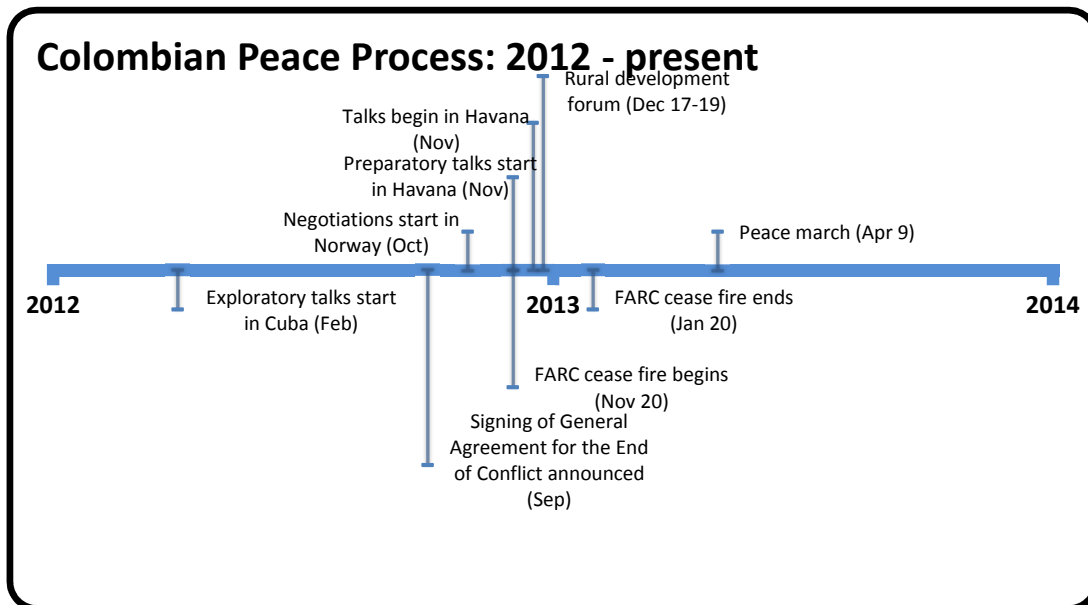 Colombian Peace Process: 2012 - present
Rural development
forum (Dec 17-19)
Talks begin in Havana
(Nov)
Preparatory talks start
in Havana (Nov)
Negotiations start in
Norway (Oct)
Peace march (Apr 9)
2012
2013
2014
Exploratory talks start
in Cuba (Feb)
FARC cease fire ends
(Jan 20)
FARC cease fire begins
(Nov 20)
Signing of General
Agreement for the End
of Conflict announced
(Sep)